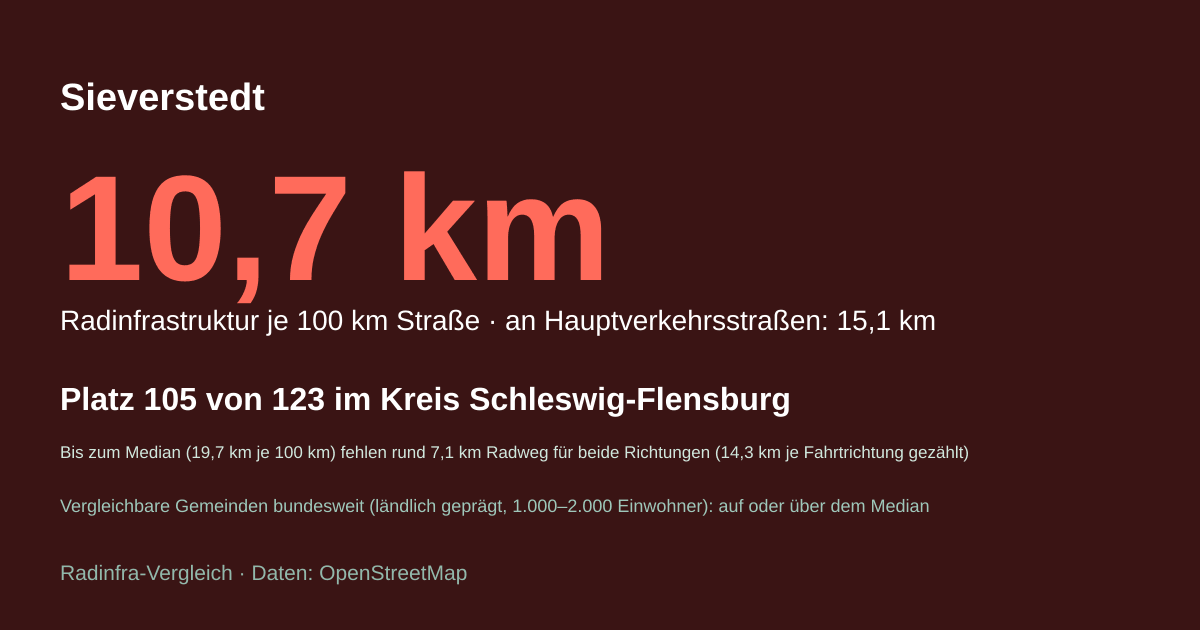 Sieverstedt
10,7 km
Radinfrastruktur je 100 km Straße · an Hauptverkehrsstraßen: 15,1 km
Platz 105 von 123 im Kreis Schleswig-Flensburg
Bis zum Median (19,7 km je 100 km) fehlen rund 7,1 km Radweg für beide Richtungen (14,3 km je Fahrtrichtung gezählt)
Vergleichbare Gemeinden bundesweit (ländlich geprägt, 1.000–2.000 Einwohner): auf oder über dem Median
Radinfra-Vergleich · Daten: OpenStreetMap